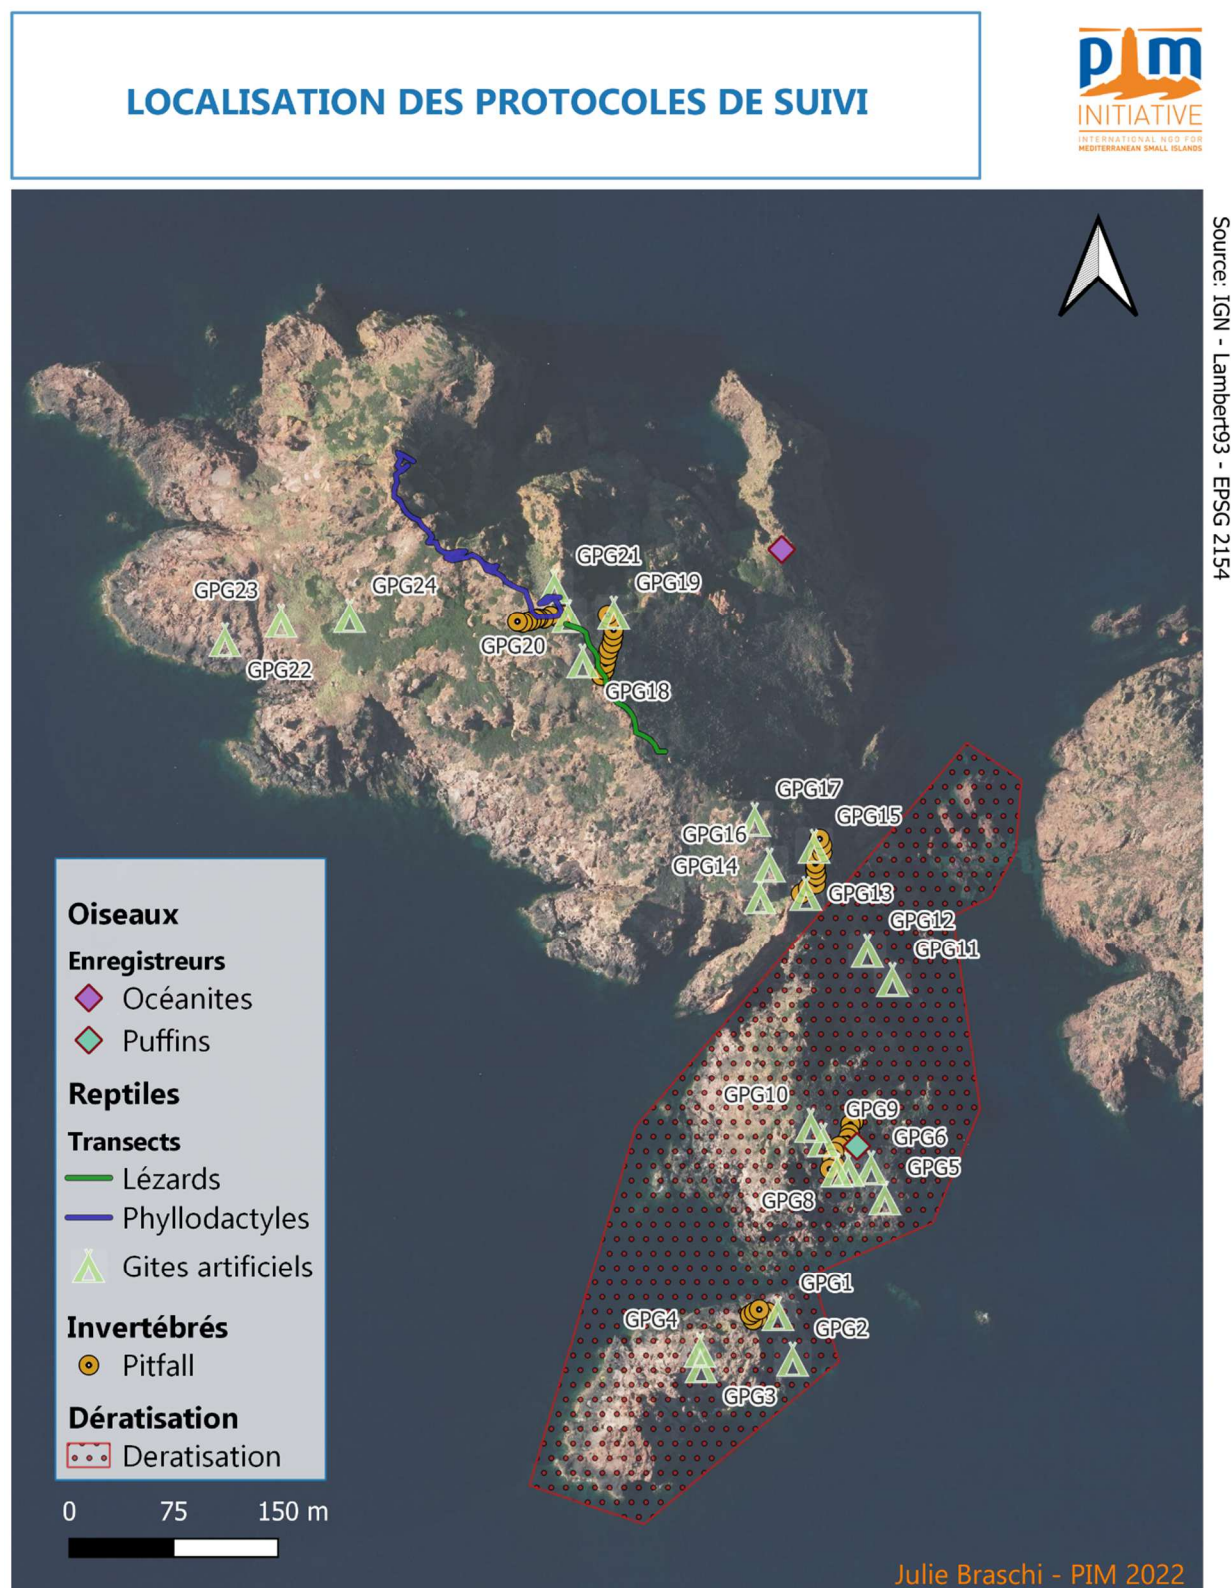 LOCALISATION DES PROTOCOLES DE SUIVI
pim
INITIATIVE
INTERNATIONAL NGO FOR
MEDITERRANEAN SMALL ISLANDS
Source: IGN - Lambert93 - EPSG 2154
GPG21
GPG19
GPG23
GPG24
GPG20
GPG22
GPG18
GPG17
GPG15
GPG16
GPG14
GPG13
GPG12
GPG11
GPG10
GPG9
GPG6
GPG5
GPG8
GPG1
GPG4
GPG2
GPG3
Oiseaux
Enregistreurs
Océanites
Puffins
Reptiles
Transects
Lézards
Phyllodactyles
Gites artificiels
Invertébrés
Pitfall
Dératisation
Deratisation
0 75 150 m
Julie Braschi - PIM 2022